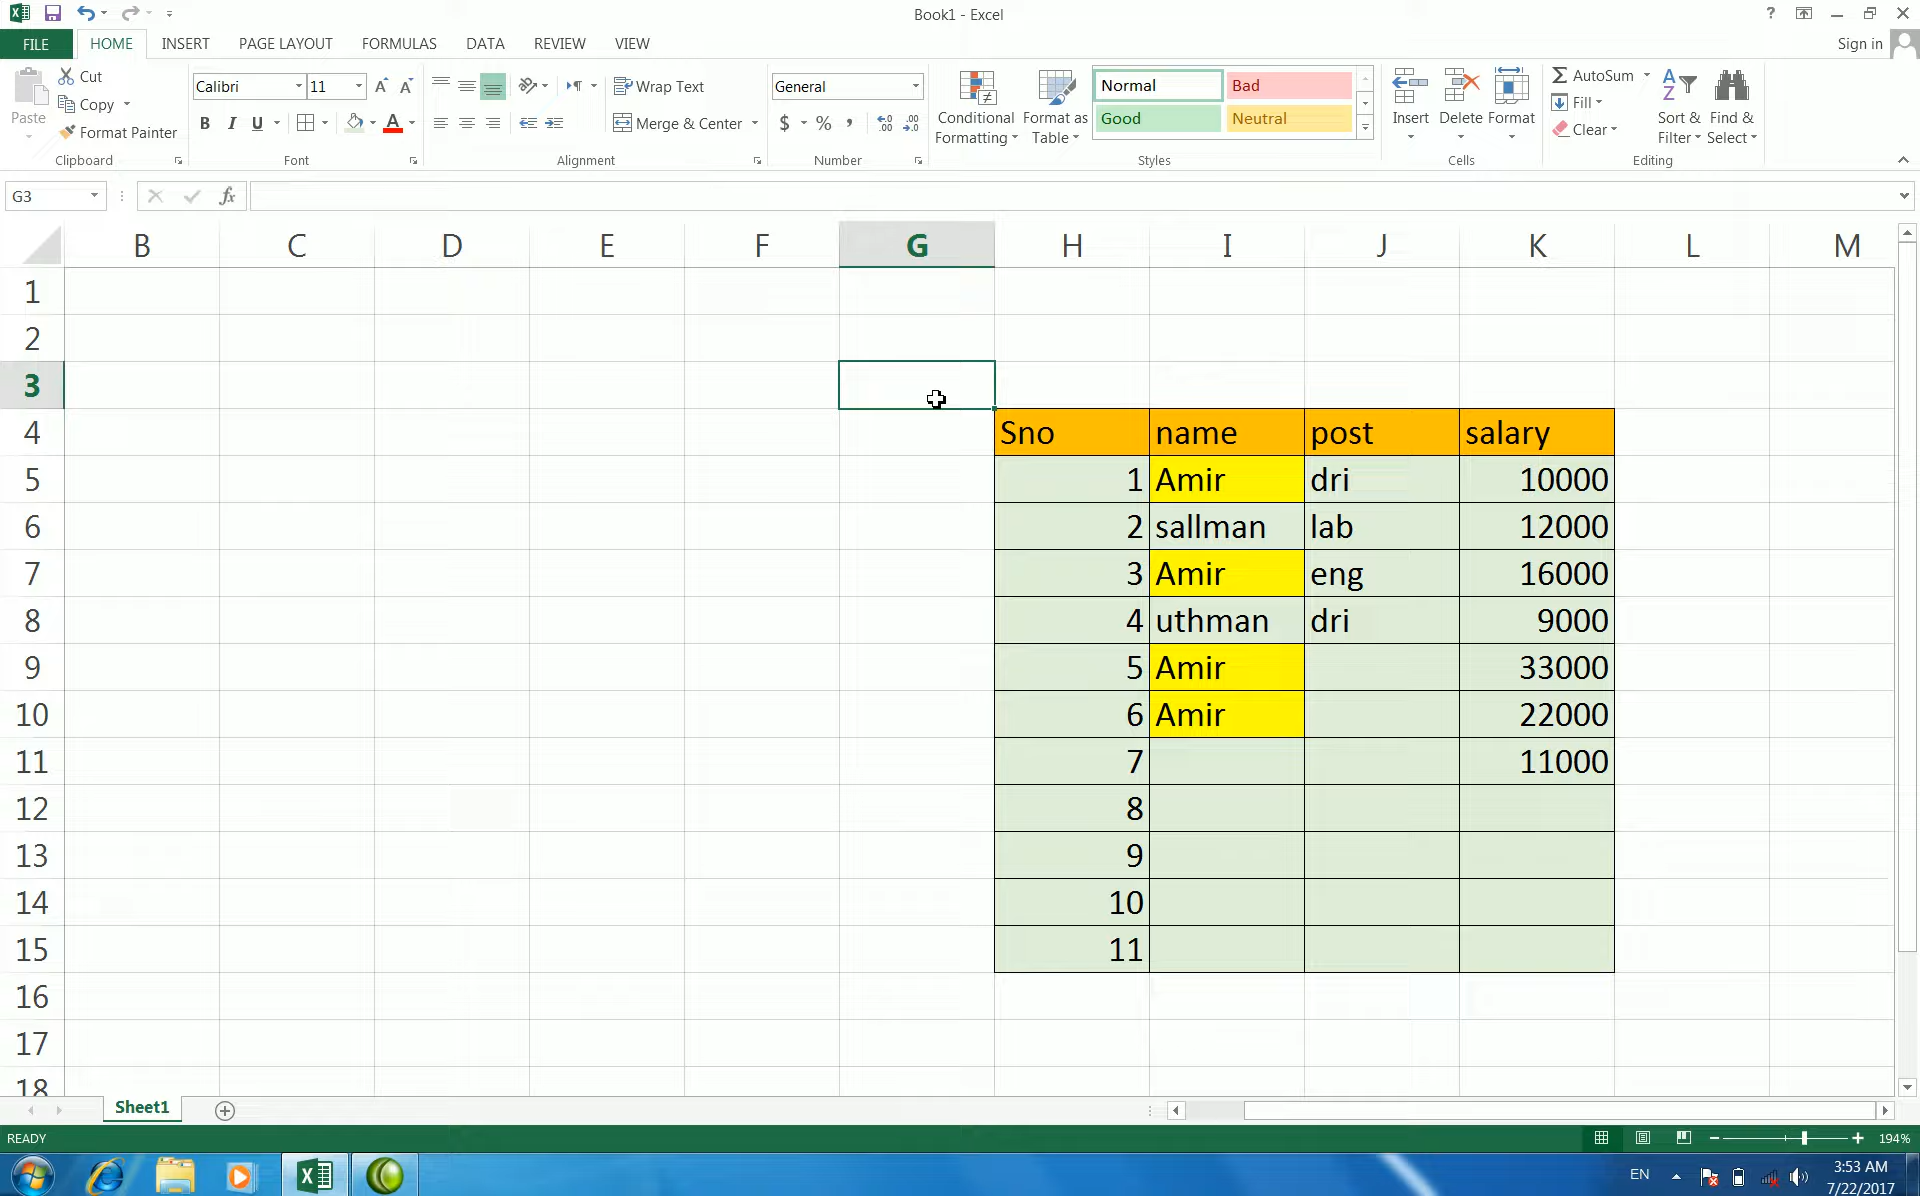 Book1 - Excel
?
FILE HOME INSERT PAGE LAYOUT FORMULAS DATA REVIEW VIEW Sign in
Paste
Cut
Copy
Format Painter
Clipboard
Calibri 11 A A
B I U A
Font
Wrap Text
Merge & Center
Alignment
General
$ % ,
Number
Conditional Formatting
Format as Table
Normal Bad
Good Neutral
Styles
Insert Delete Format
Cells
AutoSum
Fill
Clear
Sort & Filter
Find & Select
Editing
G3 fx
B C D E F G H I J K L M
1
2
3
4 Sno name post salary
5 1 Amir dri 10000
6 2 sallman lab 12000
7 3 Amir eng 16000
8 4 uthman dri 9000
9 5 Amir 33000
10 6 Amir 22000
11 7 11000
12 8
13 9
14 10
15 11
16
17
18
Sheet1
READY 194%
EN 3:53 AM
7/22/2017